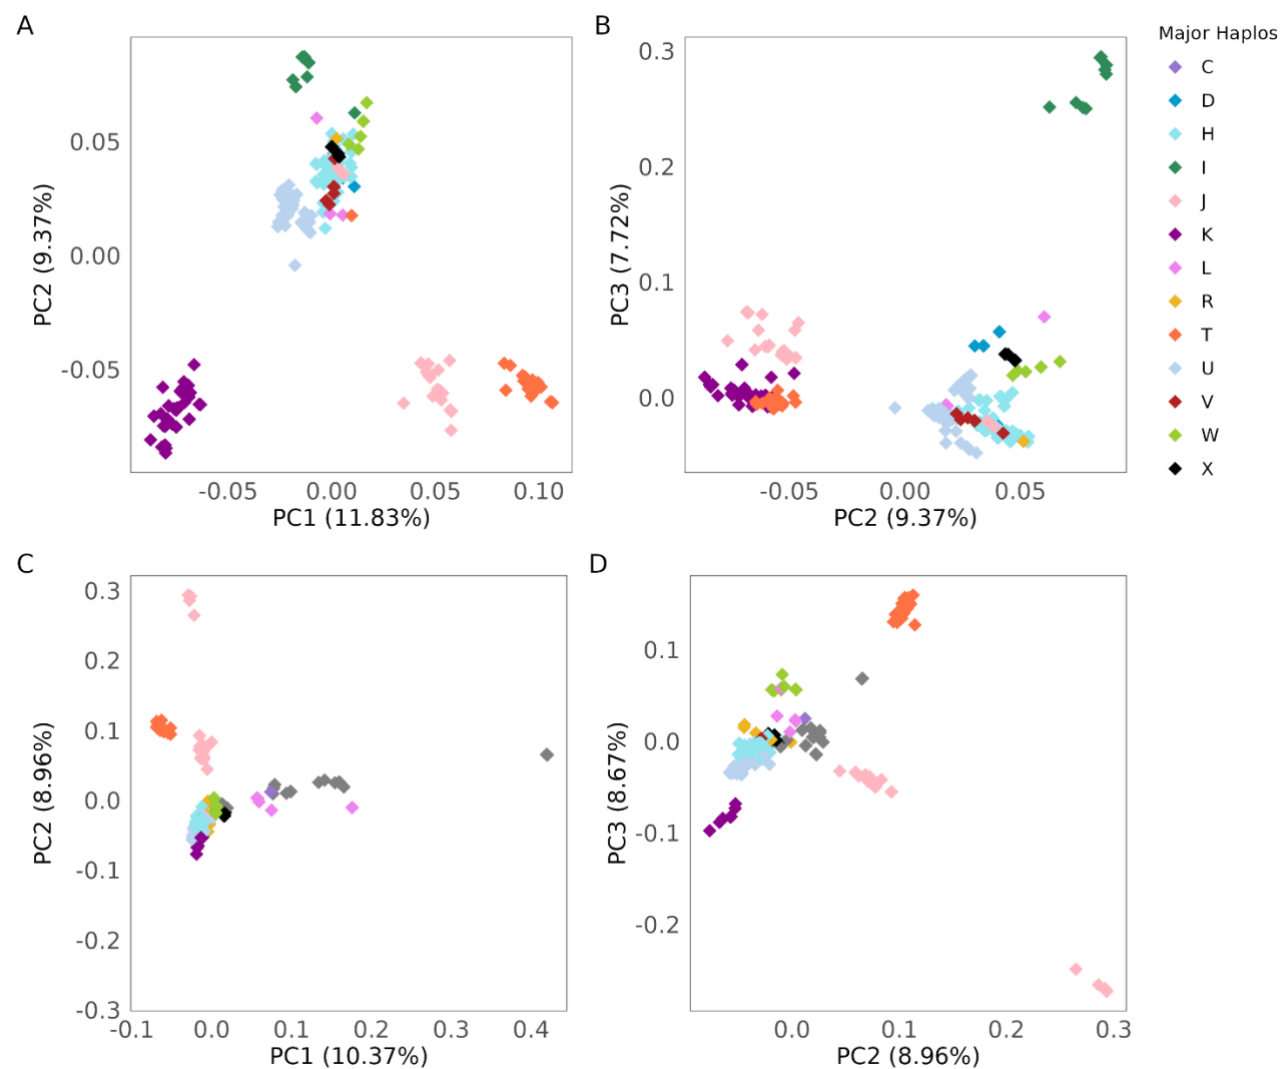 A
B
Major Haplos
C
D
H
I
J
K
L
R
T
U
V
W
X
0.05
0.00
-0.05
PC2 (9.37%)
-0.05 0.00 0.05 0.10
PC1 (11.83%)
0.3
0.2
0.1
0.0
PC3 (7.72%)
-0.05 0.00 0.05
PC2 (9.37%)
C
D
0.3
0.2
0.1
0.0
-0.1
-0.2
-0.3
PC2 (8.96%)
-0.1 0.0 0.1 0.2 0.3 0.4
PC1 (10.37%)
0.1
0.0
-0.1
-0.2
PC3 (8.67%)
0.0 0.1 0.2 0.3
PC2 (8.96%)